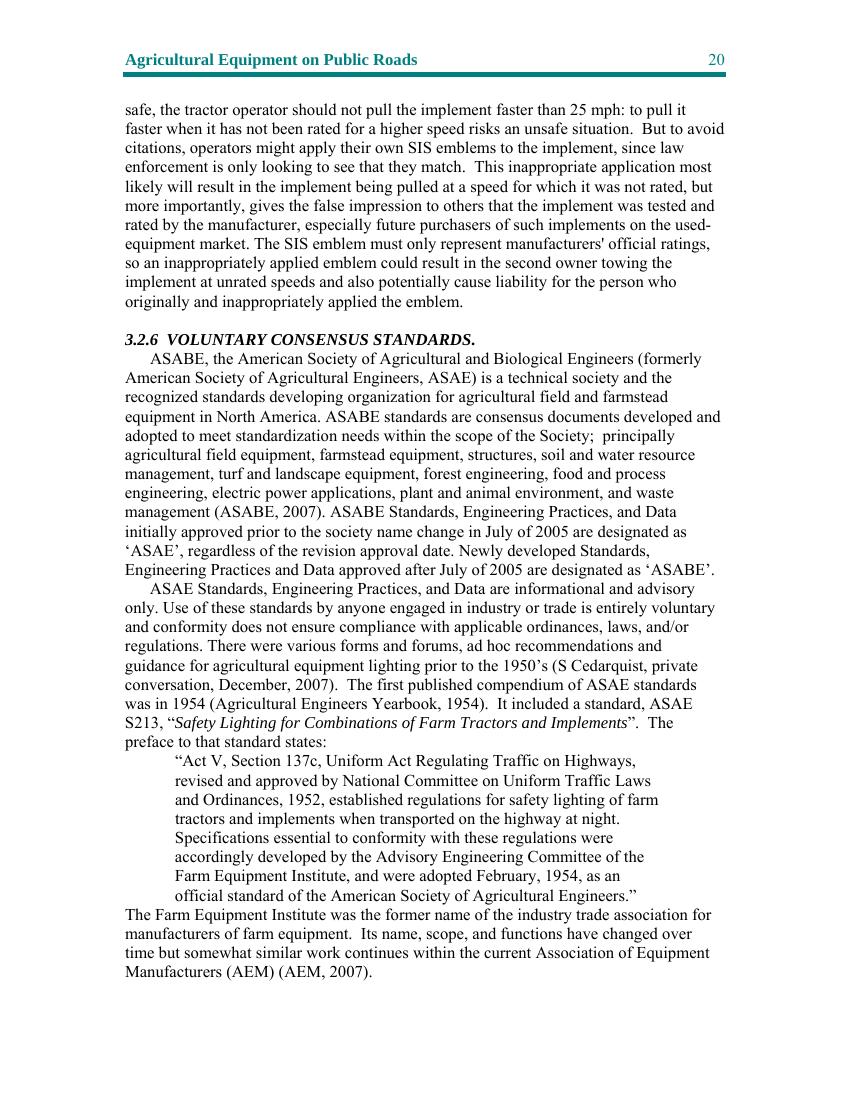 Agricultural Equipment on Public Roads 20
safe, the tractor operator should not pull the implement faster than 25 mph: to pull it
faster when it has not been rated for a higher speed risks an unsafe situation.  But to avoid
citations, operators might apply their own SIS emblems to the implement, since law
enforcement is only looking to see that they match.  This inappropriate application most
likely will result in the implement being pulled at a speed for which it was not rated, but
more importantly, gives the false impression to others that the implement was tested and
rated by the manufacturer, especially future purchasers of such implements on the used-
equipment market. The SIS emblem must only represent manufacturers' official ratings,
so an inappropriately applied emblem could result in the second owner towing the
implement at unrated speeds and also potentially cause liability for the person who
originally and inappropriately applied the emblem.
3.2.6  VOLUNTARY CONSENSUS STANDARDS.
ASABE, the American Society of Agricultural and Biological Engineers (formerly
American Society of Agricultural Engineers, ASAE) is a technical society and the
recognized standards developing organization for agricultural field and farmstead
equipment in North America. ASABE standards are consensus documents developed and
adopted to meet standardization needs within the scope of the Society;  principally
agricultural field equipment, farmstead equipment, structures, soil and water resource
management, turf and landscape equipment, forest engineering, food and process
engineering, electric power applications, plant and animal environment, and waste
management (ASABE, 2007). ASABE Standards, Engineering Practices, and Data
initially approved prior to the society name change in July of 2005 are designated as
‘ASAE’, regardless of the revision approval date. Newly developed Standards,
Engineering Practices and Data approved after July of 2005 are designated as ‘ASABE’.
ASAE Standards, Engineering Practices, and Data are informational and advisory
only. Use of these standards by anyone engaged in industry or trade is entirely voluntary
and conformity does not ensure compliance with applicable ordinances, laws, and/or
regulations. There were various forms and forums, ad hoc recommendations and
guidance for agricultural equipment lighting prior to the 1950’s (S Cedarquist, private
conversation, December, 2007).  The first published compendium of ASAE standards
was in 1954 (Agricultural Engineers Yearbook, 1954).  It included a standard, ASAE
S213, “Safety Lighting for Combinations of Farm Tractors and Implements”.  The
preface to that standard states:
“Act V, Section 137c, Uniform Act Regulating Traffic on Highways,
revised and approved by National Committee on Uniform Traffic Laws
and Ordinances, 1952, established regulations for safety lighting of farm
tractors and implements when transported on the highway at night.
Specifications essential to conformity with these regulations were
accordingly developed by the Advisory Engineering Committee of the
Farm Equipment Institute, and were adopted February, 1954, as an
official standard of the American Society of Agricultural Engineers.”
The Farm Equipment Institute was the former name of the industry trade association for
manufacturers of farm equipment.  Its name, scope, and functions have changed over
time but somewhat similar work continues within the current Association of Equipment
Manufacturers (AEM) (AEM, 2007).